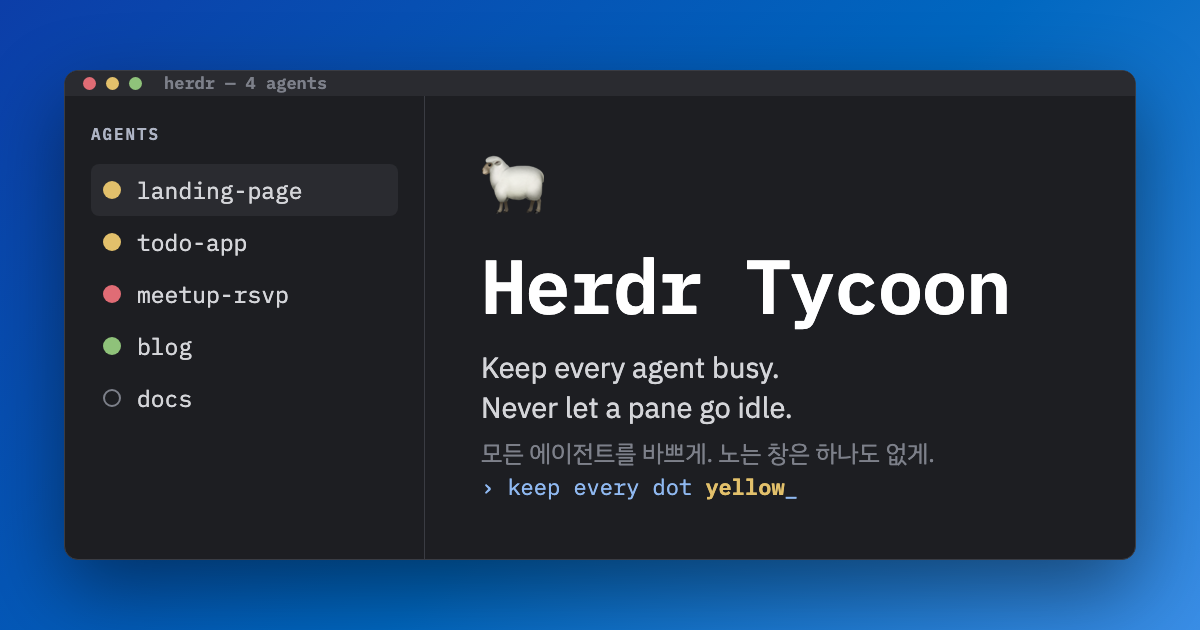 herdr — 4 agents
AGENTS
landing-page
todo-app
meetup-rsvp
blog
docs
Herdr Tycoon
Keep every agent busy.
Never let a pane go idle.
모든 에이전트를 바쁘게. 노는 창은 하나도 없게.
› keep every dot yellow_